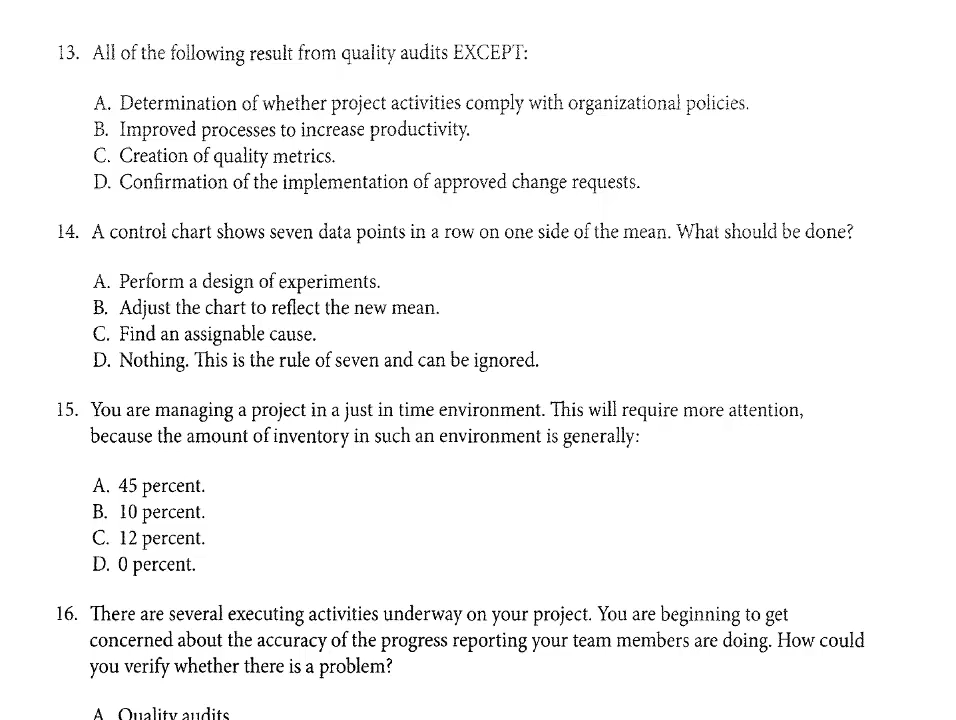 13. All of the following result from quality audits EXCEPT:
A. Determination of whether project activities comply with organizational policies.
B. Improved processes to increase productivity.
C. Creation of quality metrics.
D. Confirmation of the implementation of approved change requests.
14. A control chart shows seven data points in a row on one side of the mean. What should be done?
A. Perform a design of experiments.
B. Adjust the chart to reflect the new mean.
C. Find an assignable cause.
D. Nothing. This is the rule of seven and can be ignored.
15. You are managing a project in a just in time environment. This will require more attention,
because the amount of inventory in such an environment is generally:
A. 45 percent.
B. 10 percent.
C. 12 percent.
D. 0 percent.
16. There are several executing activities underway on your project. You are beginning to get
concerned about the accuracy of the progress reporting your team members are doing. How could
you verify whether there is a problem?
A. Quality audits